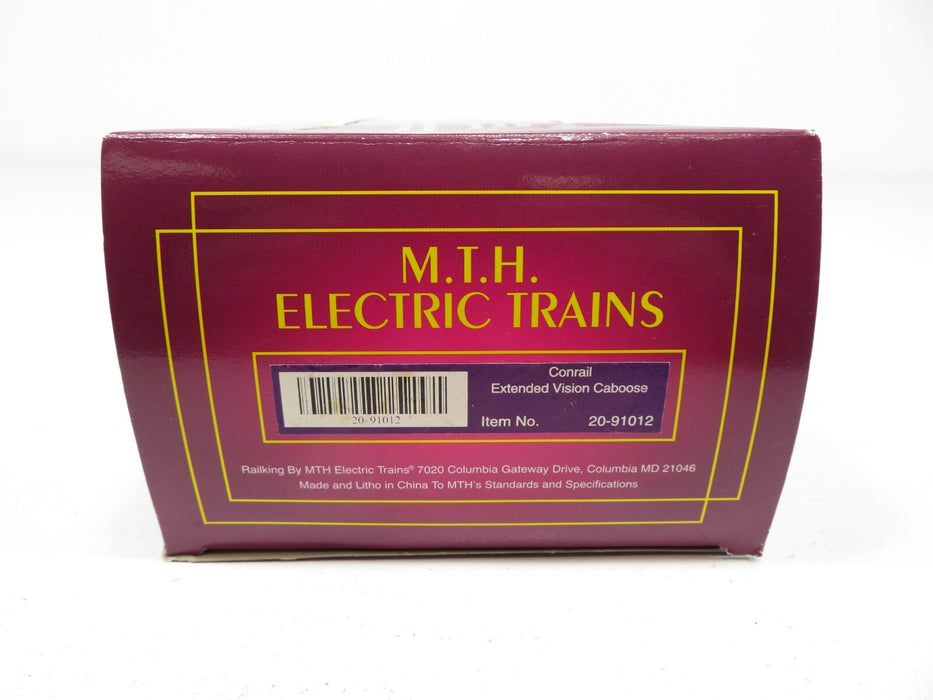 M.T.H.
ELECTRIC TRAINS
Conrail
Extended Vision Caboose
20-91012
Item No. 20-91012
Railking By MTH Electric Trains® 7020 Columbia Gateway Drive, Columbia MD 21046
Made and Litho in China To MTH's Standards and Specifications